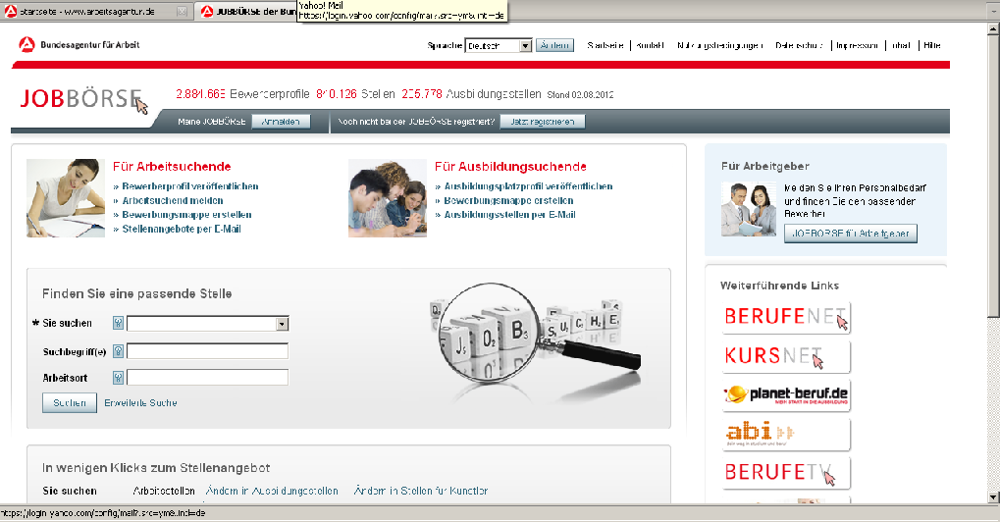 Startseite - www.arbeitsagentur.de
JOBBÖRSE der Bun
Yahoo! Mail
https://login.yahoo.com/config/mail?.src=ym&.intl=de
Bundesagentur für Arbeit
Sprache Deutsch Ändern Startseite Kontakt Nutzungsbedingungen Datenschutz Impressum Inhalt Hilfe
JOBBÖRSE
2.884.668 Bewerberprofile 840.126 Stellen 205.778 Ausbildungsstellen Stand 02.08.2012
Meine JOBBÖRSE Anmelden Noch nicht bei der JOBBÖRSE registriert? Jetzt registrieren
Für Arbeitsuchende
» Bewerberprofil veröffentlichen
» Arbeitsuchend melden
» Bewerbungsmappe erstellen
» Stellenangebote per E-Mail
Für Ausbildungsuchende
» Ausbildungsplatzprofil veröffentlichen
» Bewerbungsmappe erstellen
» Ausbildungsstellen per E-Mail
Für Arbeitgeber
Melden Sie Ihren Personalbedarf
und finden Sie den passenden
Bewerber
JOBBÖRSE für Arbeitgeber
Finden Sie eine passende Stelle
* Sie suchen
Suchbegriff(e)
Arbeitsort
Suchen Erweiterte Suche
JOB SUCHE
Weiterführende Links
BERUFENET
KURSNET
planet-beruf.de
MEIN START IN DIE AUSBILDUNG
abi»
dein weg in studium und beruf
BERUFETV
In wenigen Klicks zum Stellenangebot
Sie suchen Arbeitsstellen Ändern in Ausbildungsstellen Ändern in Stellen für Künstler
https://login.yahoo.com/config/mail?.src=ym&.intl=de